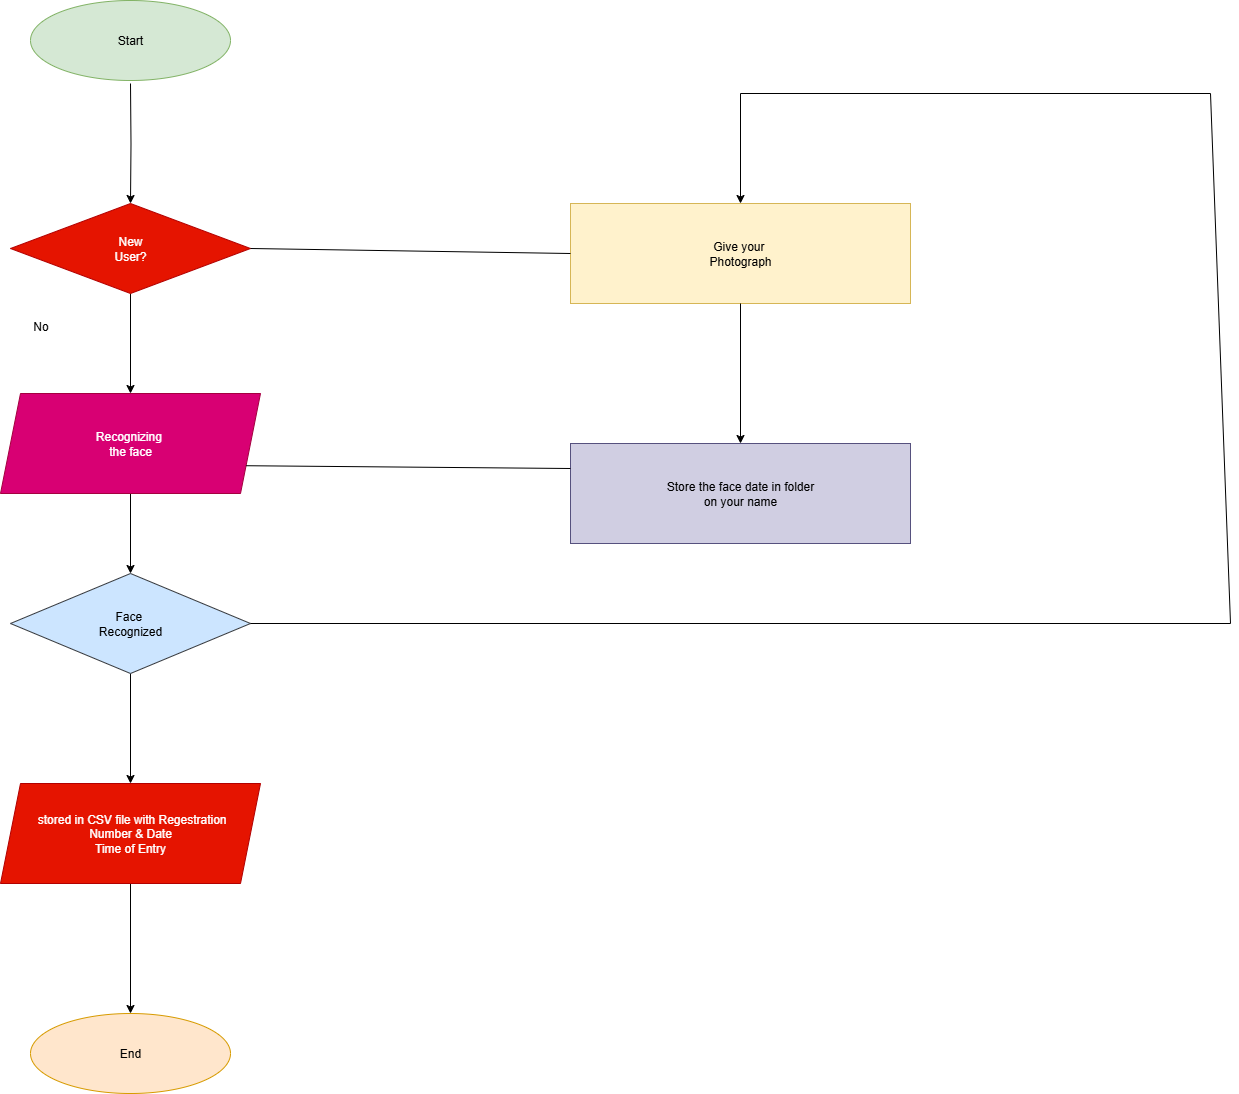 Start
New
User?
Give your
Photograph
No
Recognizing
the face
Store the face date in folder
on your name
Face
Recognized
stored in CSV file with Regestration
Number & Date
Time of Entry
End